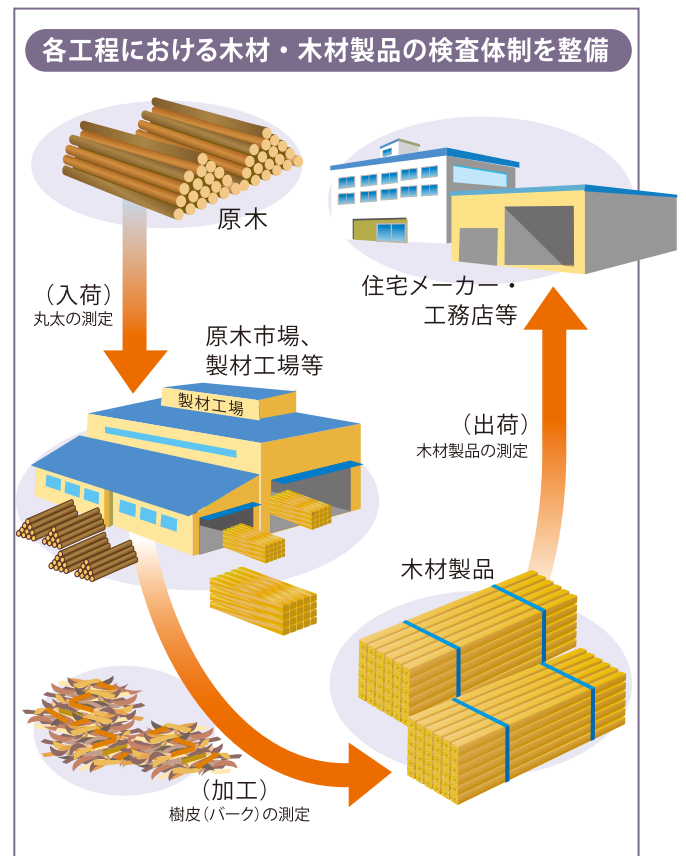 各工程における木材・木材製品の検査体制を整備
原木
(入荷)
丸太の測定
原木市場、
製材工場等
製材工場
(加工)
樹皮(バーク)の測定
木材製品
(出荷)
木材製品の測定
住宅メーカー・
工務店等